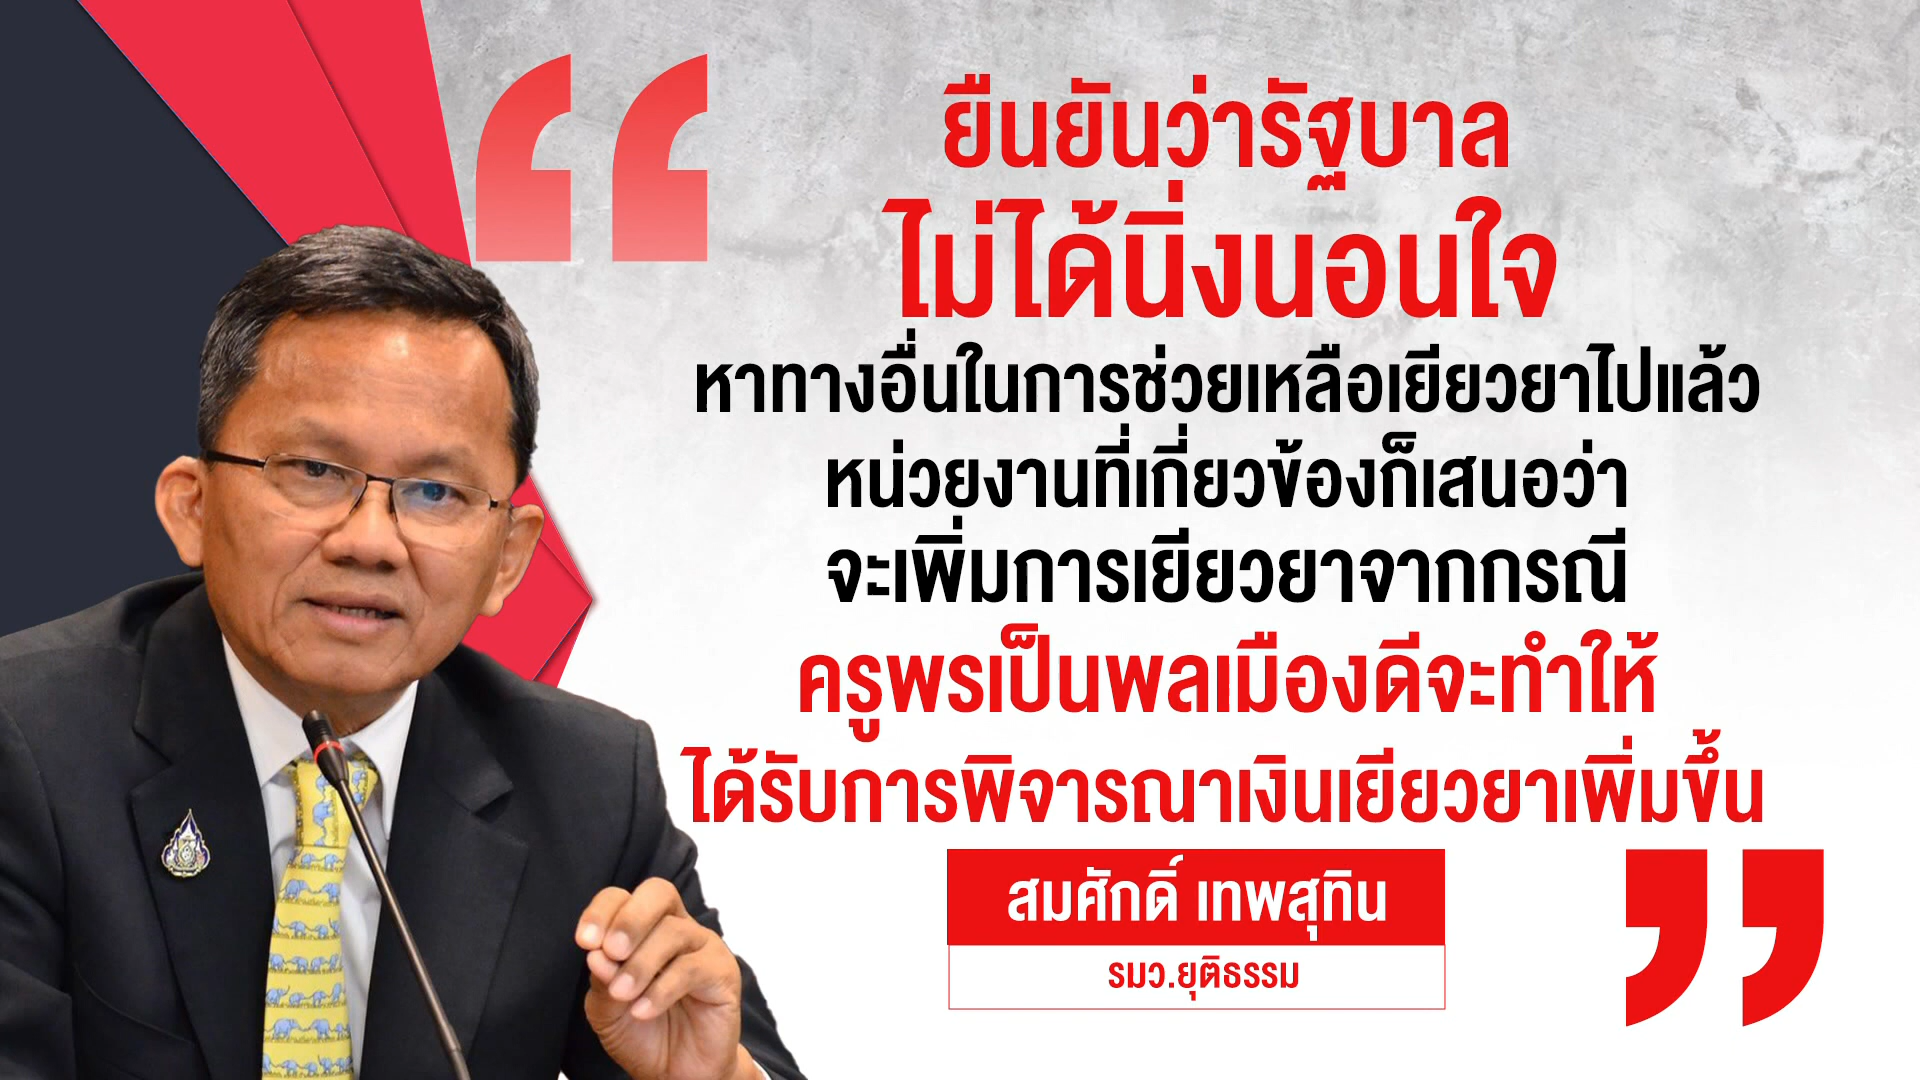 ยืนยันว่ารัฐบาล
ไม่ได้นิ่งนอนใจ
หาทางอื่นในการช่วยเหลือเยียวยาไปแล้ว
หน่วยงานที่เกี่ยวข้องก็เสนอว่า
จะเพิ่มการเยียวยาจากกรณี
ครูพรเป็นพลเมืองดีจะทำให้
ได้รับการพิจารณาเงินเยียวยาเพิ่มขึ้น
สมศักดิ์ เทพสุทิน
รมว.ยุติธรรม